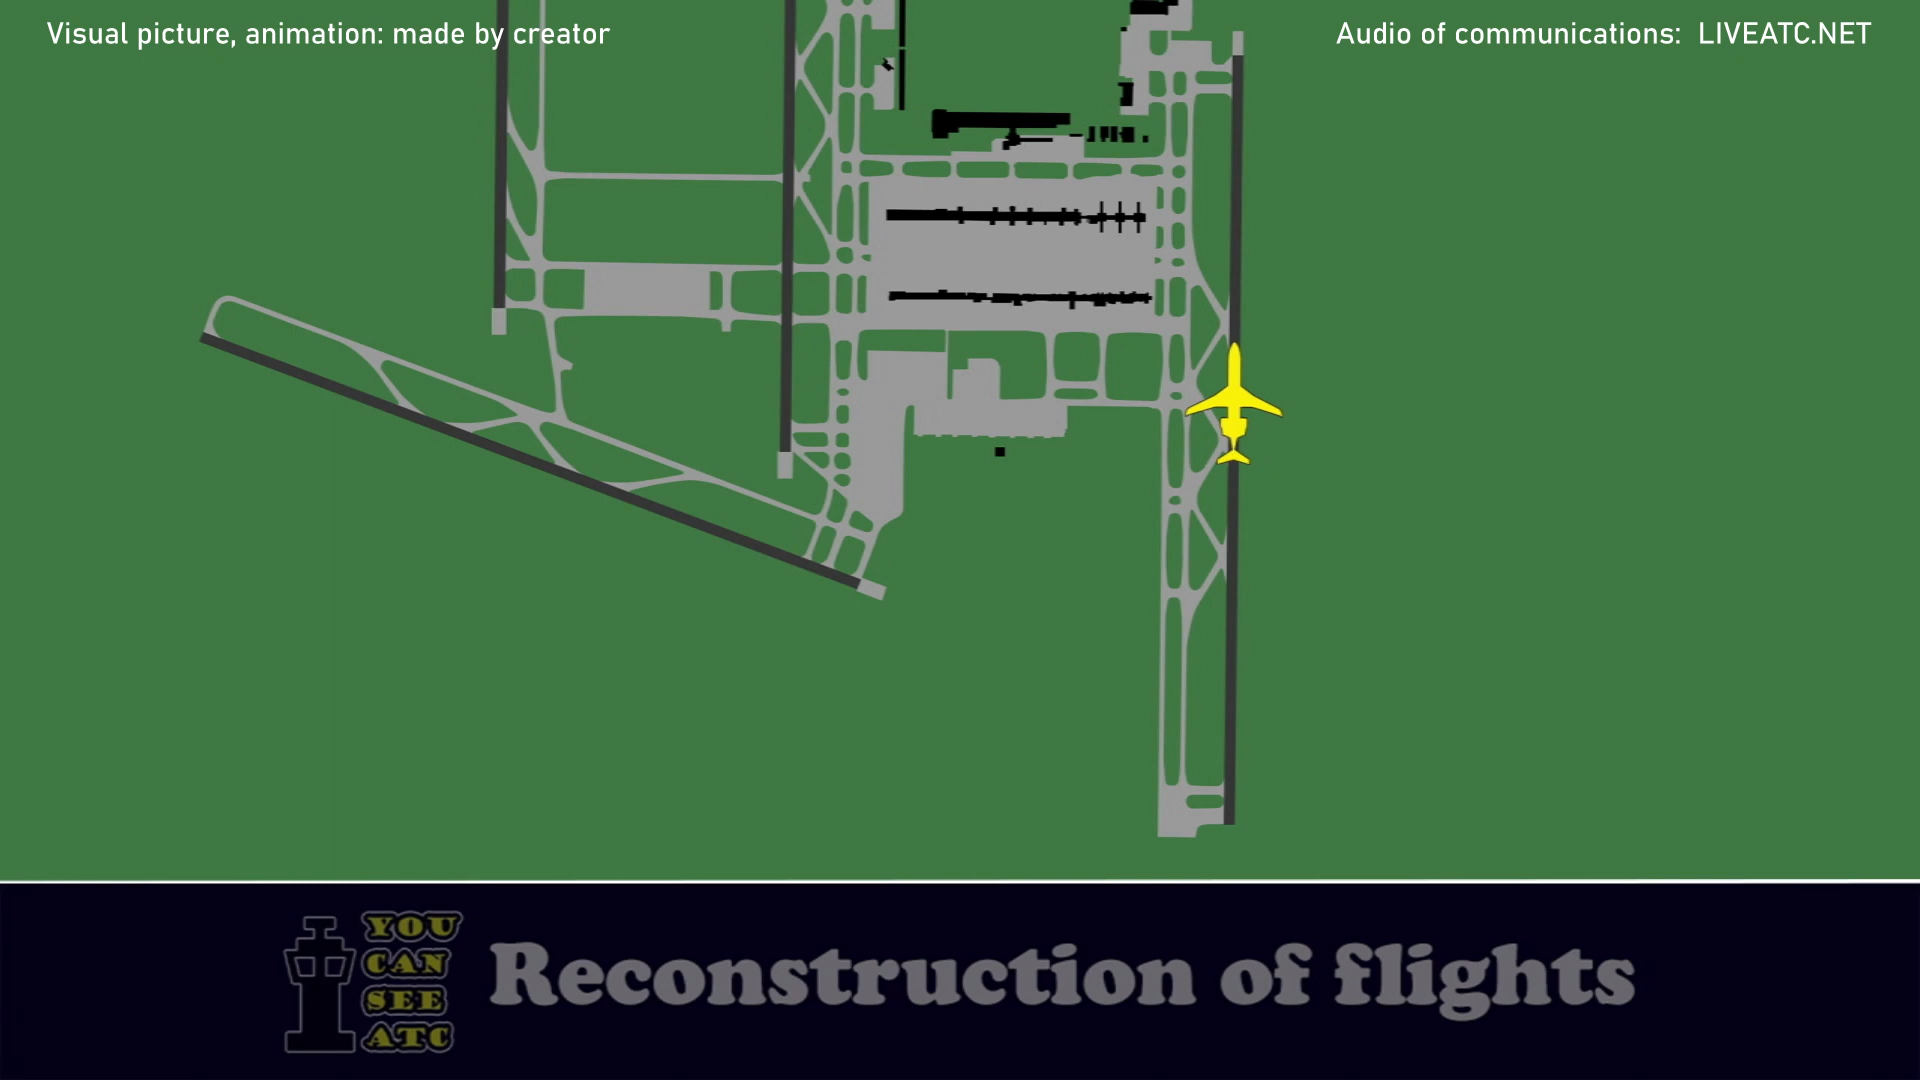 Visual picture, animation: made by creator
Audio of communications: LIVEATC.NET
YOU
CAN
SEE
ATC
Reconstruction of flights